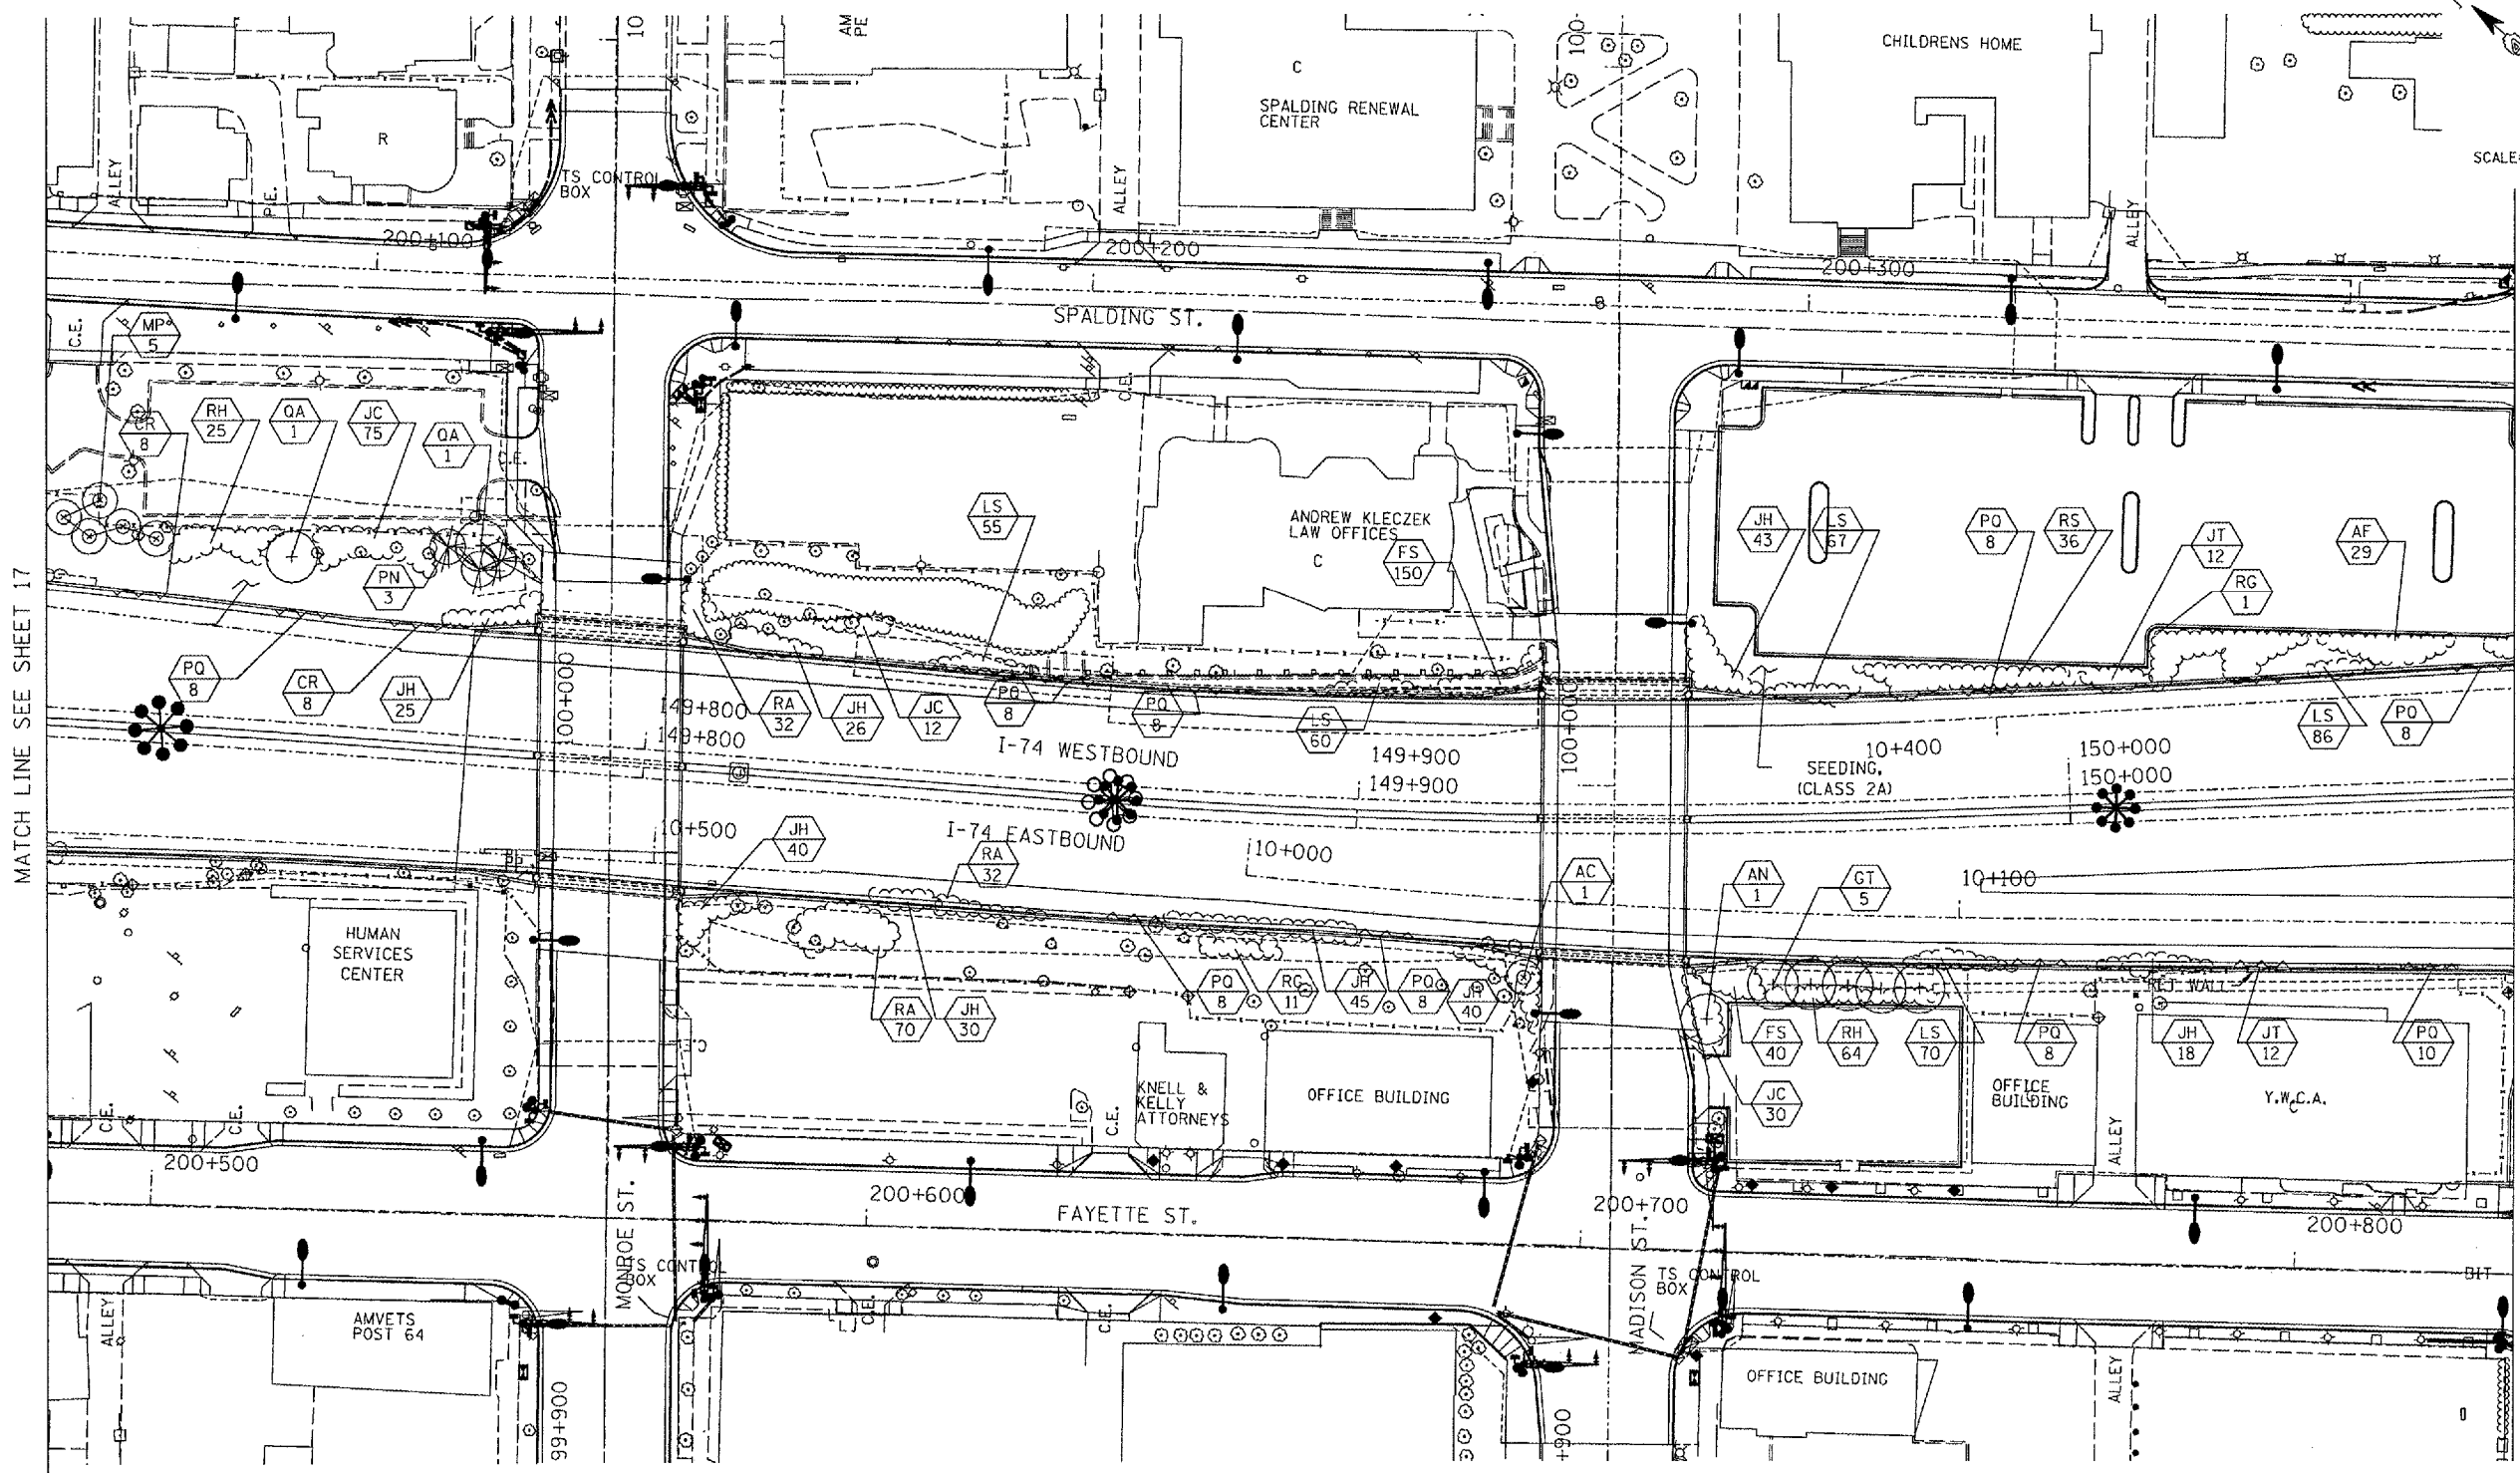 CHILDRENS HOME
C
SPALDING RENEWAL
CENTER
SCALE
R
ALLEY
P.E.
TS CONTROL
BOX
ALLEY
ALLEY
200+100
200+200
200+300
SPALDING ST.
C.E.
MP
5
CR
8
RH
25
QA
1
JC
75
QA
1
C.E.
C.E.
PN
3
LS
55
ANDREW KLECZEK
LAW OFFICES
C
FS
150
JH
43
LS
67
PQ
8
RS
36
JT
12
RG
1
AF
29
MATCH LINE SEE SHEET 17
PQ
8
CR
8
JH
25
100+000
149+800
149+800
RA
32
JH
26
JC
12
PQ
8
PQ
8
LS
60
I-74 WESTBOUND
149+900
149+900
100+000
SEEDING,
(CLASS 2A)
10+400
150+000
150+000
LS
86
PQ
8
10+500
JH
40
I-74 EASTBOUND
RA
32
10+000
AC
1
AN
1
GT
5
10+100
HUMAN
SERVICES
CENTER
RA
70
JH
30
PQ
8
RG
11
JH
45
PQ
8
JH
40
RET WALL
FS
40
RH
64
LS
70
PQ
8
JH
18
JT
12
PQ
10
JC
30
C.E.
C.E.
C.E.
KNELL &
KELLY
ATTORNEYS
OFFICE BUILDING
OFFICE
BUILDING
ALLEY
Y.W.C.A.
C
200+500
200+600
FAYETTE ST.
200+700
200+800
MONROE ST.
MADISON ST.
TS CONTROL
BOX
TS CONTROL
BOX
BIT
ALLEY
AMVETS
POST 64
C.E.
C.E.
OFFICE BUILDING
ALLEY
99+900
+900